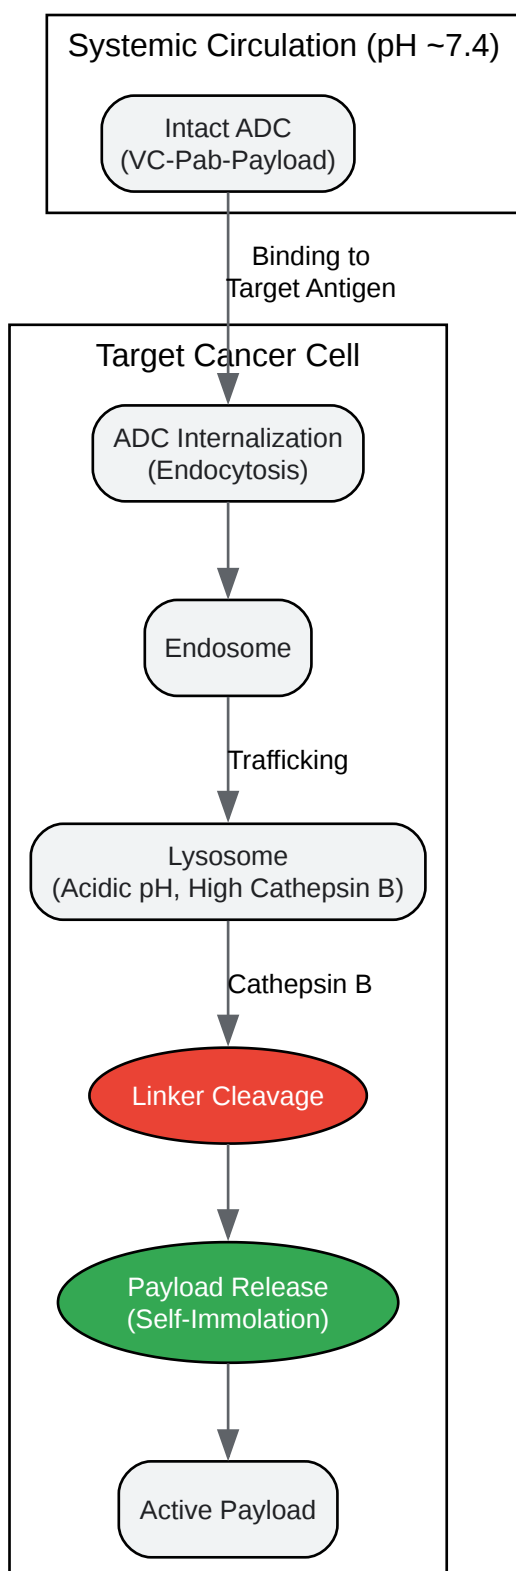 Systemic Circulation (pH ~7.4)
Intact ADC
(VC-Pab-Payload)
Binding to
Target Antigen
Target Cancer Cell
ADC Internalization
(Endocytosis)
Endosome
Trafficking
Lysosome
(Acidic pH, High Cathepsin B)
Cathepsin B
Linker Cleavage
Payload Release
(Self-Immolation)
Active Payload